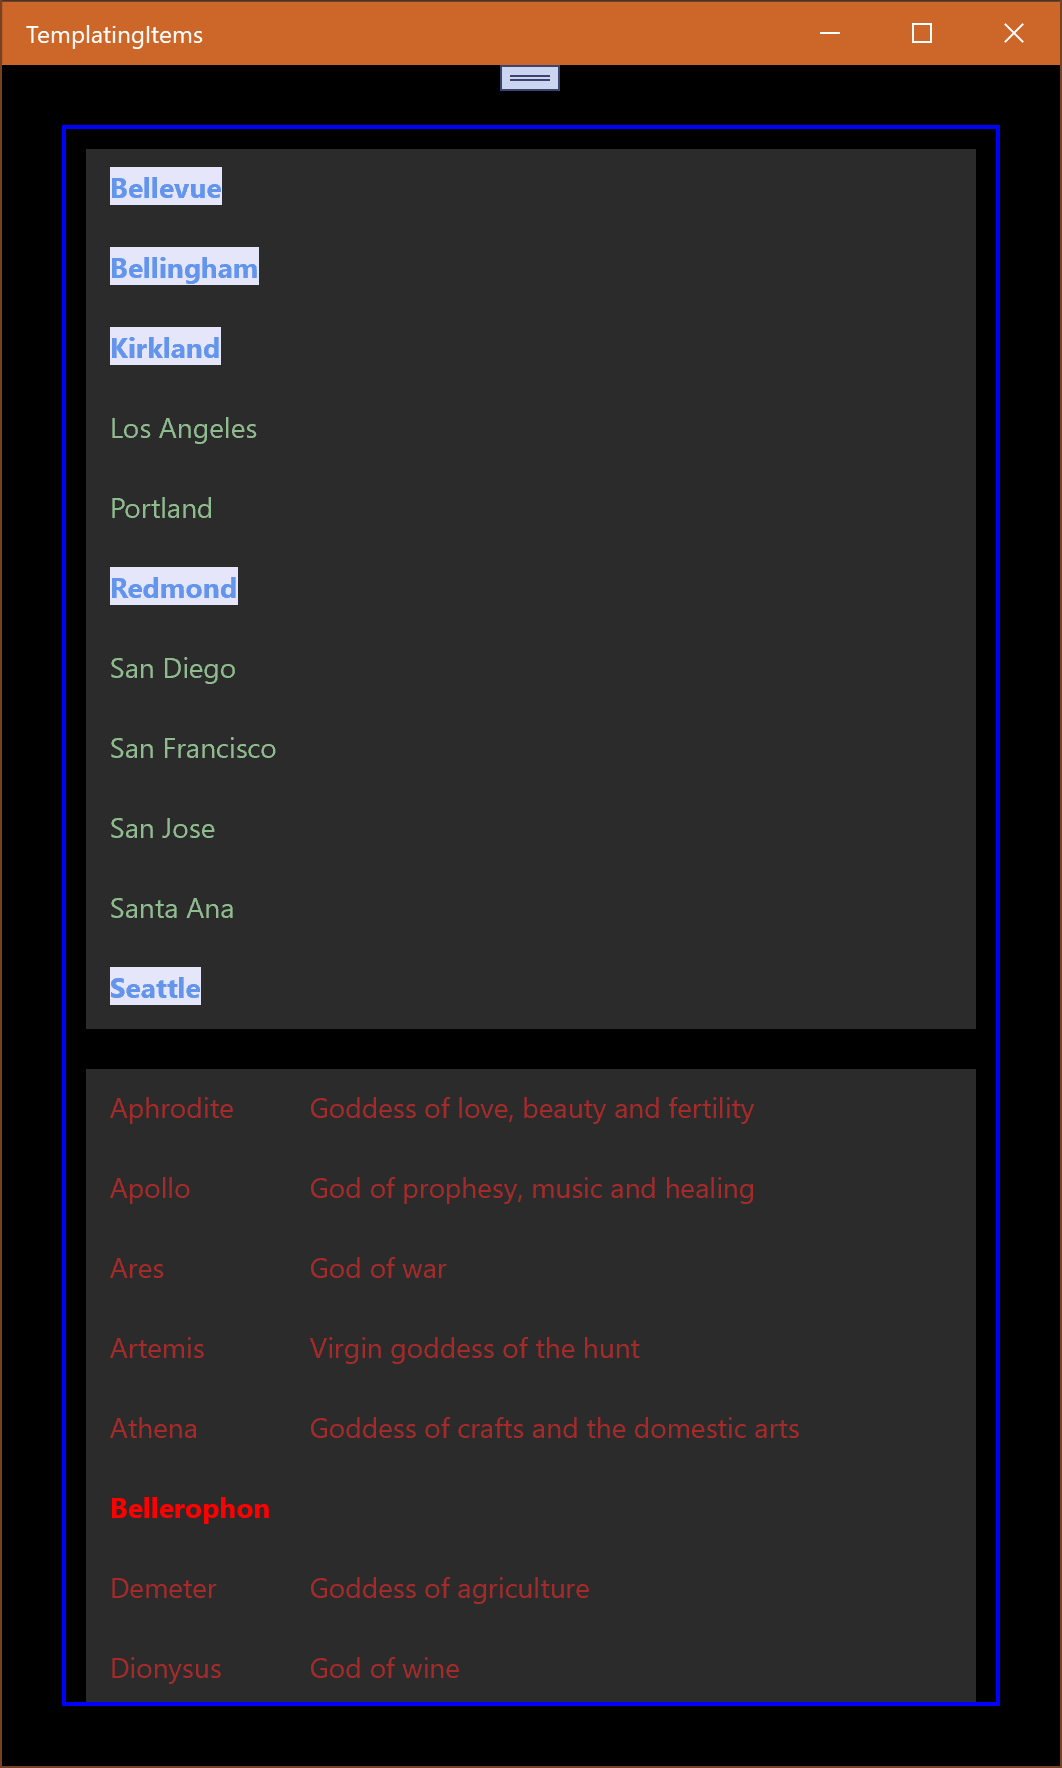 TemplatingItems
Bellevue
Bellingham
Kirkland
Los Angeles
Portland
Redmond
San Diego
San Francisco
San Jose
Santa Ana
Seattle
Aphrodite Goddess of love, beauty and fertility
Apollo God of prophesy, music and healing
Ares God of war
Artemis Virgin goddess of the hunt
Athena Goddess of crafts and the domestic arts
Bellerophon
Demeter Goddess of agriculture
Dionysus God of wine